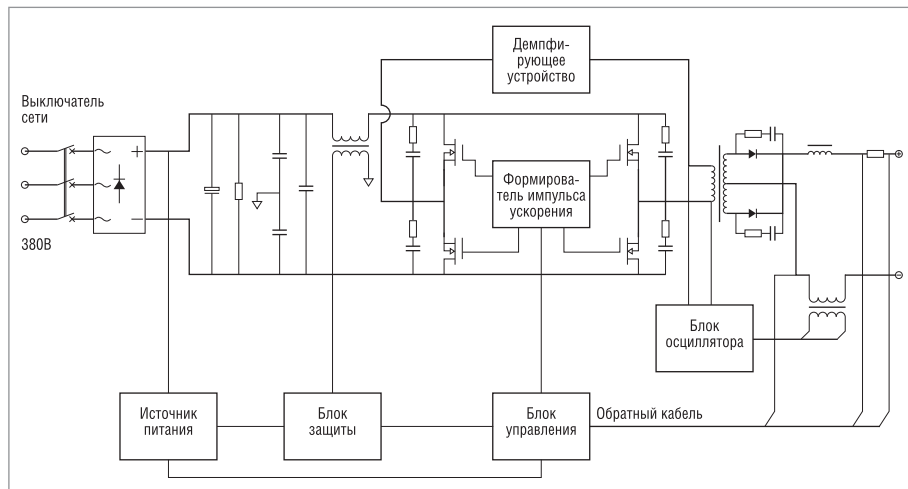 Демпфи-
рующее
устройство
Выключатель
сети
Формирова-
тель импульса
ускорения
380В
Блок
осциллятора
Источник
питания
Блок
защиты
Блок
управления
Обратный кабель